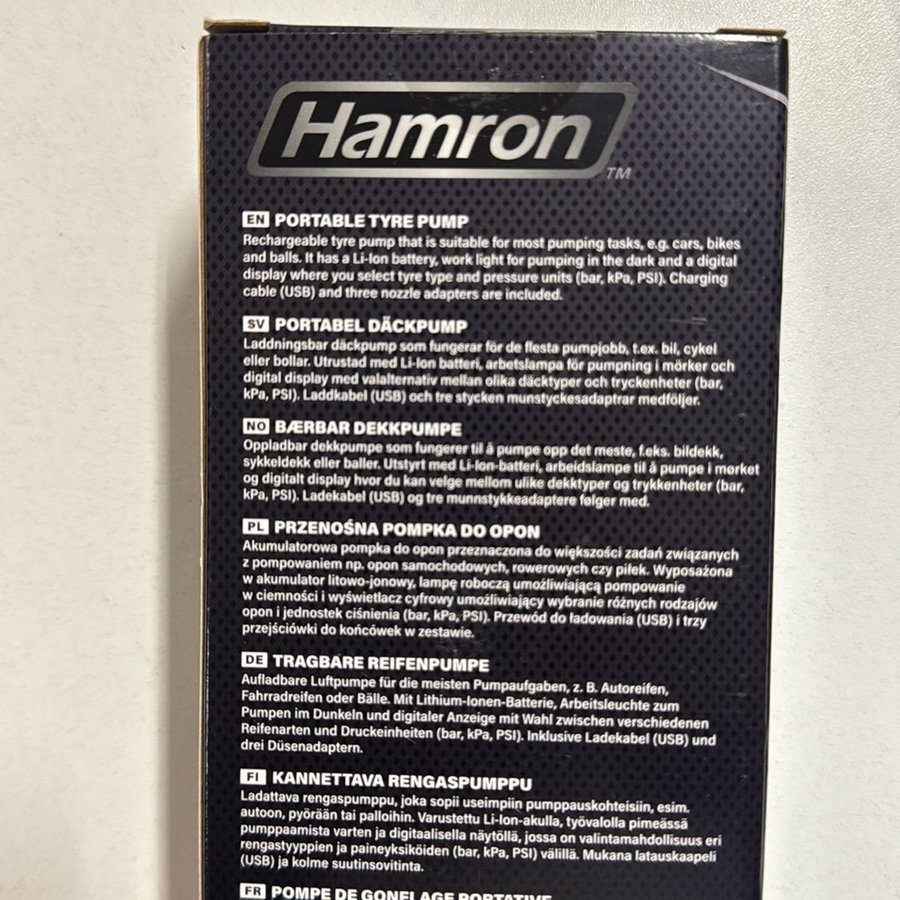 Hamron
TM
EN PORTABLE TYRE PUMP
Rechargeable tyre pump that is suitable for most pumping tasks, e.g. cars, bikes
and balls. It has a Li-Ion battery, work light for pumping in the dark and a digital
display where you select tyre type and pressure units (bar, kPa, PSI). Charging
cable (USB) and three nozzle adapters are included.
SV PORTABEL DÄCKPUMP
Laddningsbar däckpump som fungerar för de flesta pumpjobb, t.ex. bil, cykel
eller bollar. Utrustad med Li-Ion batteri, arbetslampa för pumpning i mörker och
digital display med valalternativ mellan olika däcktyper och tryckenheter (bar,
kPa, PSI). Laddkabel (USB) och tre stycken munstyckesadaptrar medföljer.
NO BÆRBAR DEKKPUMPE
Oppladbar dekkpumpe som fungerer til å pumpe opp det meste, f.eks. bildekk,
sykkeldekk eller baller. Utstyrt med Li-Ion-batteri, arbeidslampe til å pumpe i mørket
og digitalt display hvor du kan velge mellom ulike dekktyper og trykkenheter (bar,
kPa, PSI). Ladekabel (USB) og tre munnstykkeadaptere følger med.
PL PRZENOŚNA POMPKA DO OPON
Akumulatorowa pompka do opon przeznaczona do większości zadań związanych
z pompowaniem np. opon samochodowych, rowerowych czy piłek. Wyposażona
w akumulator litowo-jonowy, lampę roboczą umożliwiającą pompowanie
w ciemności i wyświetlacz cyfrowy umożliwiający wybranie różnych rodzajów
opon i jednostek ciśnienia (bar, kPa, PSI). Przewód do ładowania (USB) i trzy
przejściówki do końcówek w zestawie.
DE TRAGBARE REIFENPUMPE
Aufladbare Luftpumpe für die meisten Pumpaufgaben, z. B. Autoreifen,
Fahrradreifen oder Bälle. Mit Lithium-Ionen-Batterie, Arbeitsleuchte zum
Pumpen im Dunkeln und digitaler Anzeige mit Wahl zwischen verschiedenen
Reifenarten und Druckeinheiten (bar, kPa, PSI). Inklusive Ladekabel (USB) und
drei Düsenadaptern.
FI KANNETTAVA RENGASPUMPPU
Ladattava rengaspumppu, joka sopii useimpiin pumppauskohteisiin, esim.
autoon, pyörään tai palloihin. Varustettu Li-Ion-akulla, työvalolla pimeässä
pumppaamista varten ja digitaalisella näytöllä, jossa on valintamahdollisuus eri
rengastyyppien ja paineyksiköiden (bar, kPa, PSI) välillä. Mukana latauskaapeli
(USB) ja kolme suutinsovitinta.
FR POMPE DE GONFLAGE PORTATIVE